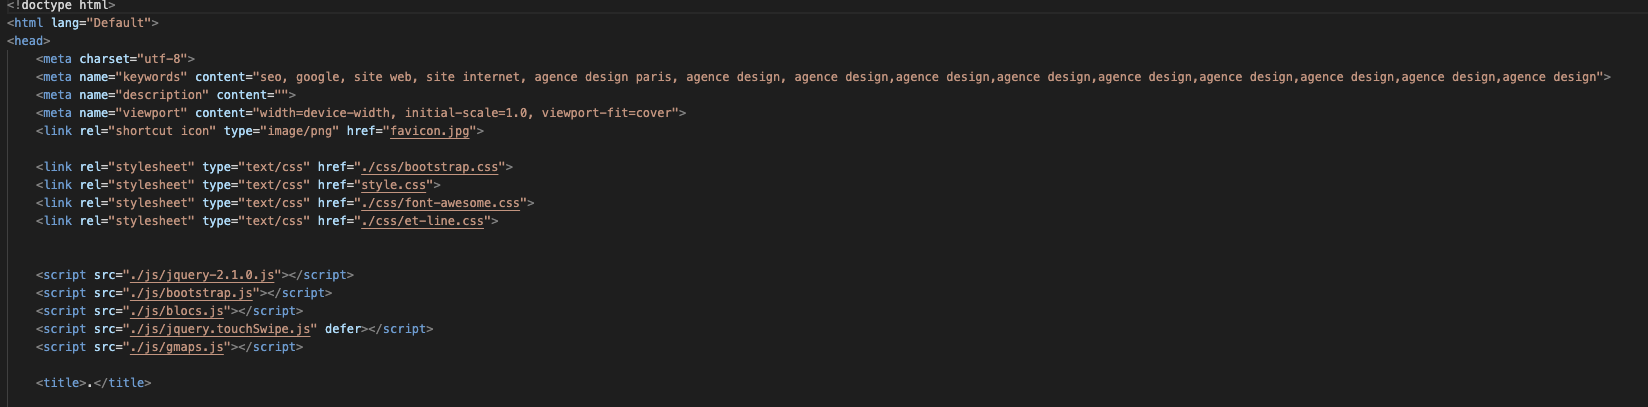 <!doctype html>
<html lang="Default">
<head>
<meta charset="utf-8">
<meta name="keywords" content="seo, google, site web, site internet, agence design paris, agence design, agence design,agence design,agence design,agence design,agence design,agence design,agence design,agence design">
<meta name="description" content="">
<meta name="viewport" content="width=device-width, initial-scale=1.0, viewport-fit=cover">
<link rel="shortcut icon" type="image/png" href="favicon.jpg">
<link rel="stylesheet" type="text/css" href="./css/bootstrap.css">
<link rel="stylesheet" type="text/css" href="style.css">
<link rel="stylesheet" type="text/css" href="./css/font-awesome.css">
<link rel="stylesheet" type="text/css" href="./css/et-line.css">
<script src="./js/jquery-2.1.0.js"></script>
<script src="./js/bootstrap.js"></script>
<script src="./js/blocs.js"></script>
<script src="./js/jquery.touchSwipe.js" defer></script>
<script src="./js/gmaps.js"></script>
<title>.</title>